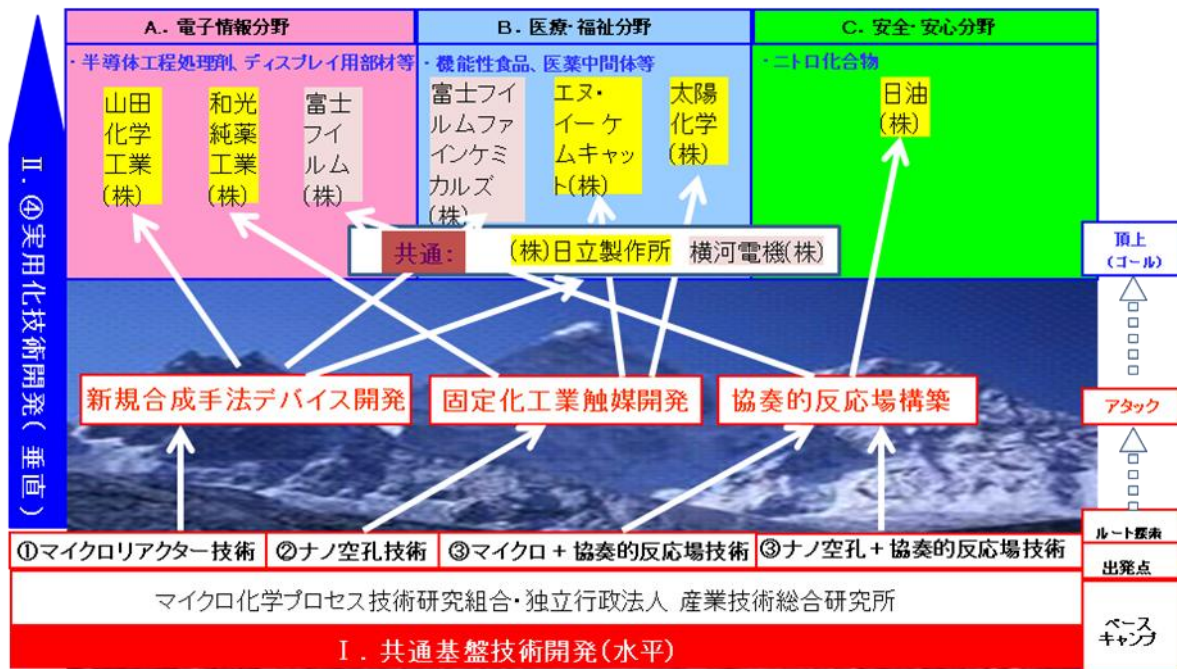 A.. 電子情報分野
B. 医療・福祉分野
C. 安全・安心分野
・半導体工程処理剤、ディスプレイ用部材等
・機能性食品、医薬中間体等
・ニトロ化合物
山田
化学
工業
(株)
和光
純薬
工業
(株)
富士
フイ
ルム
(株)
富士フイ
ルムファ
インケミ
カルズ
(株)
エヌ・
イー ケ
ムキャッ
ト(株)
太陽
化学
(株)
日油
(株)
共通:
(株)日立製作所
横河電機(株)
Ⅱ. ④実用化技術開発( 垂直 )
頂上
(ゴール)
新規合成手法デバイス開発
固定化工業触媒開発
協奏的反応場構築
アタック
①マイクロリアクター技術
②ナノ空孔技術
③マイクロ+協奏的反応場技術
③ナノ空孔+協奏的反応場技術
ルート探索
出発点
マイクロ化学プロセス技術研究組合・独立行政法人 産業技術総合研究所
ベース
キャンプ
Ⅰ. 共通基盤技術開発(水平)